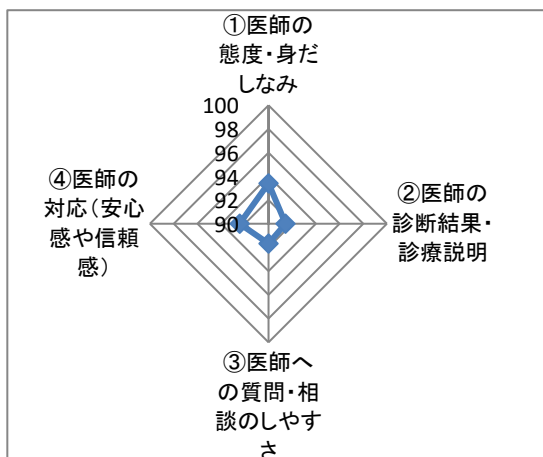 ①医師の
態度・身だ
しなみ
100
98
96
94
92
90
②医師の
診断結果・
診療説明
③医師へ
の質問・相
談のしやす
さ
④医師の
対応（安心
感や信頼
感）